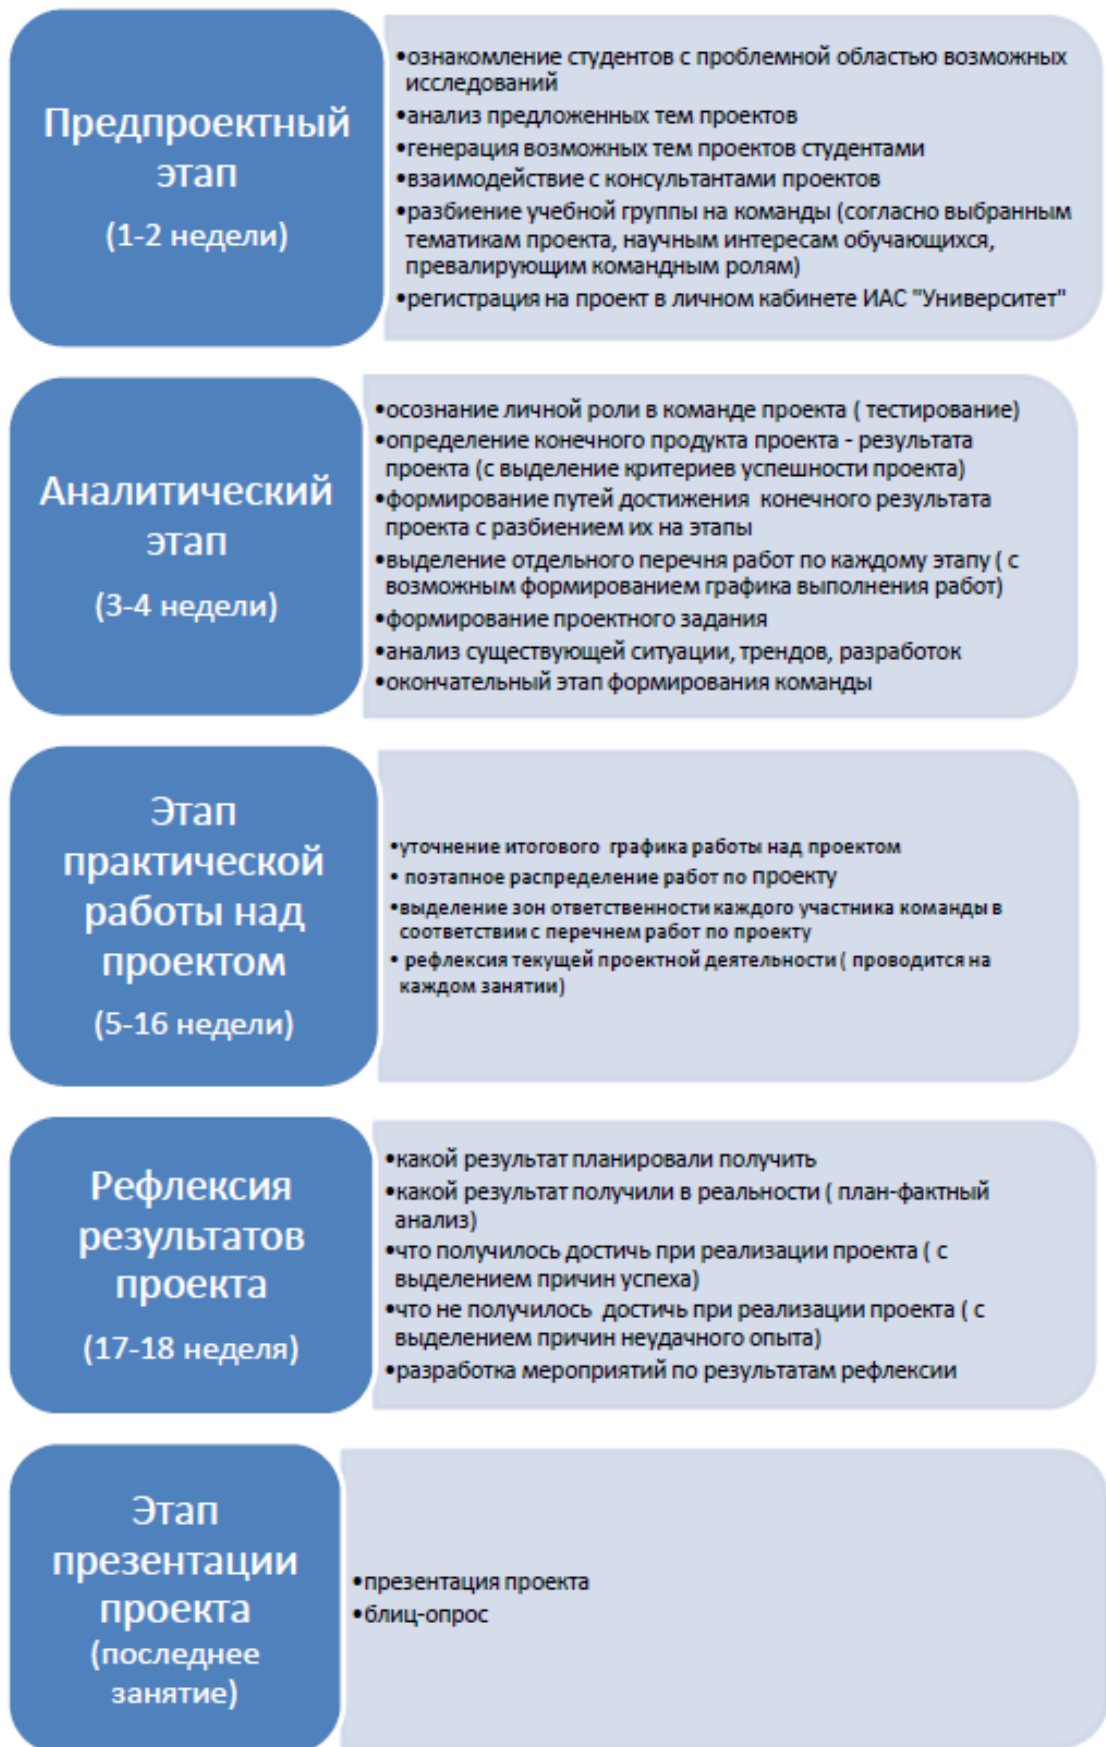 Предпроектный
этап
(1-2 недели)
•ознакомление студентов с проблемной областью возможных
исследований
•анализ предложенных тем проектов
•генерация возможных тем проектов студентами
•взаимодействие с консультантами проектов
•разбиение учебной группы на команды (согласно выбранным
тематикам проекта, научным интересам обучающихся,
превалирующим командным ролям)
•регистрация на проект в личном кабинете ИАС "Университет"
Аналитический
этап
(3-4 недели)
•осознание личной роли в команде проекта ( тестирование)
•определение конечного продукта проекта - результата
проекта (с выделение критериев успешности проекта)
•формирование путей достижения конечного результата
проекта с разбиением их на этапы
•выделение отдельного перечня работ по каждому этапу ( с
возможным формированием графика выполнения работ)
•формирование проектного задания
•анализ существующей ситуации, трендов, разработок
•окончательный этап формирования команды
Этап
практической
работы над
проектом
(5-16 недели)
•уточнение итогового графика работы над проектом
• поэтапное распределение работ по проекту
•выделение зон ответственности каждого участника команды в
соответствии с перечнем работ по проекту
• рефлексия текущей проектной деятельности ( проводится на
каждом занятии)
Рефлексия
результатов
проекта
(17-18 неделя)
•какой результат планировали получить
•какой результат получили в реальности ( план-фактный
анализ)
•что получилось достичь при реализации проекта ( с
выделением причин успеха)
•что не получилось достичь при реализации проекта ( с
выделением причин неудачного опыта)
•разработка мероприятий по результатам рефлексии
Этап
презентации
проекта
(последнее
занятие)
•презентация проекта
•блиц-опрос